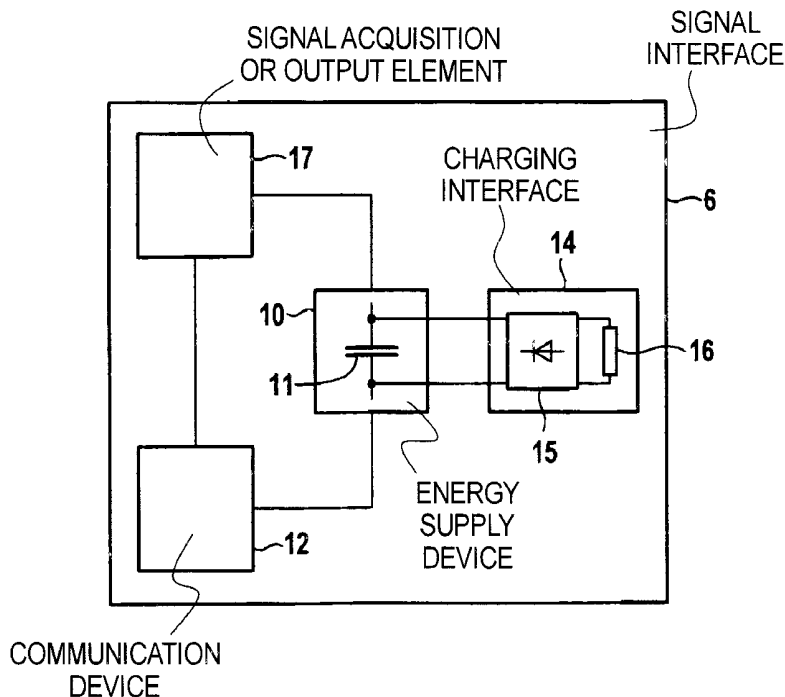 SIGNAL ACQUISITION
OR OUTPUT ELEMENT
SIGNAL
INTERFACE
17
CHARGING
INTERFACE
6
14
10
11
16
15
ENERGY
SUPPLY
DEVICE
12
COMMUNICATION
DEVICE